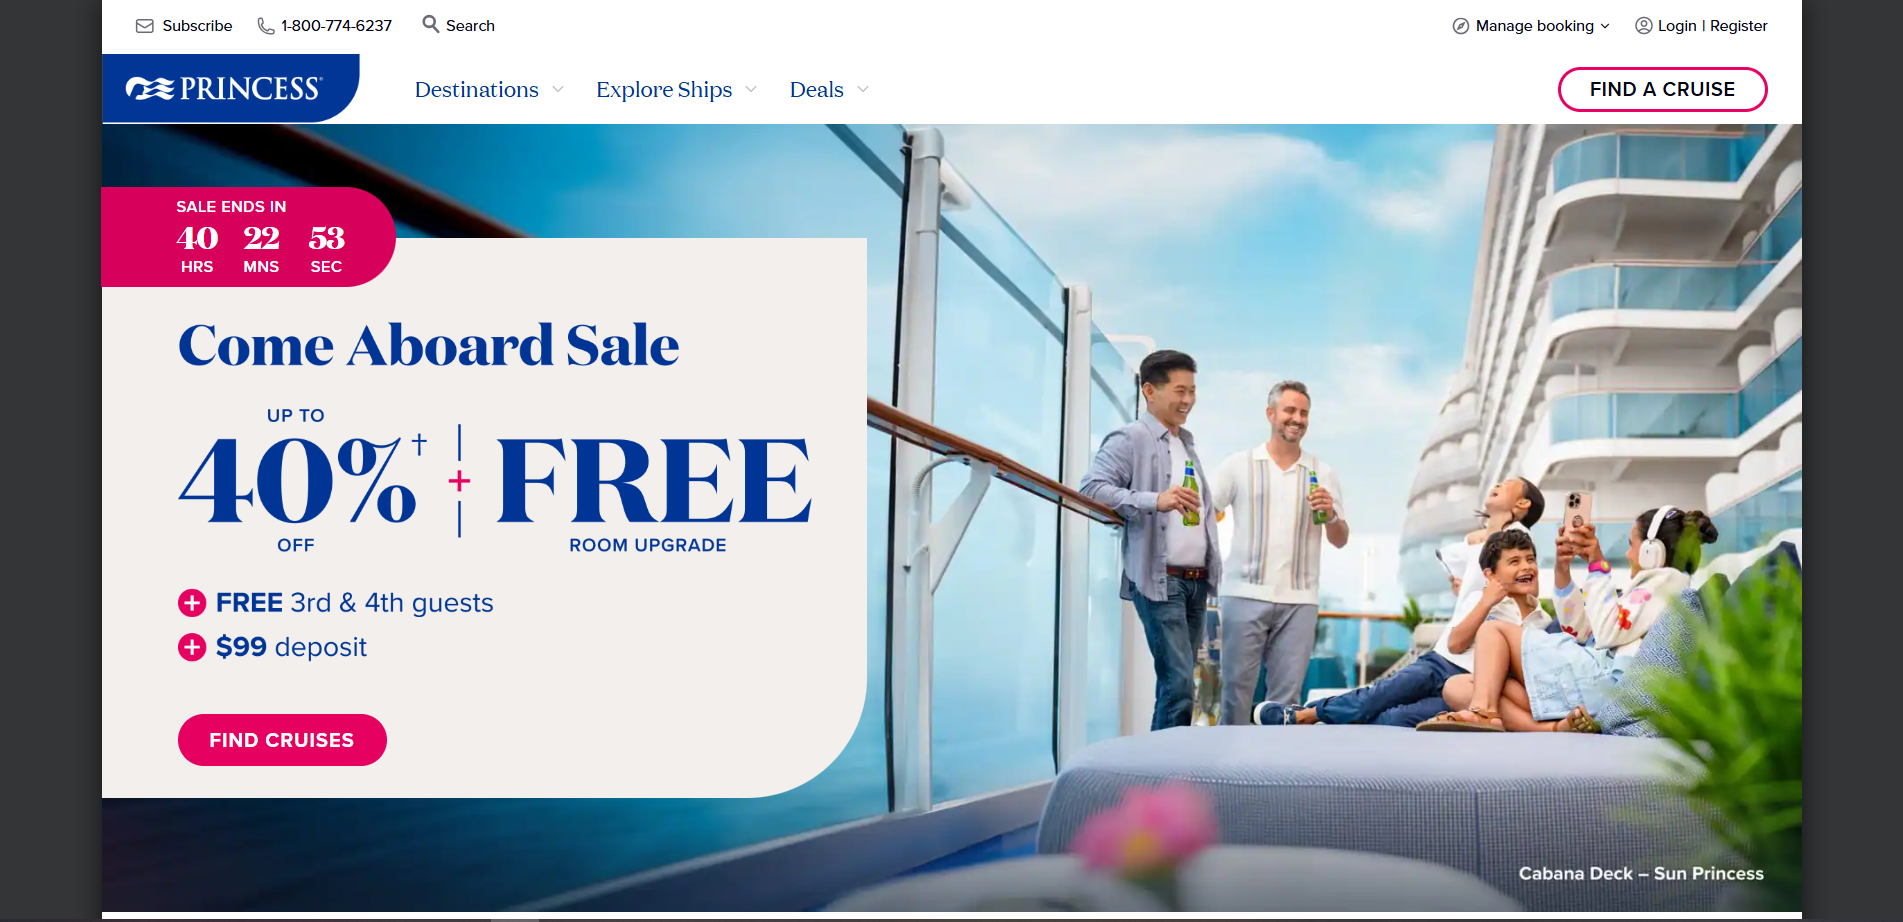 Subscribe 1-800-774-6237 Search Manage booking Login | Register
PRINCESS® Destinations Explore Ships Deals FIND A CRUISE
SALE ENDS IN
40 22 53
HRS MNS SEC
Come Aboard Sale
UP TO
40%† + FREE
OFF ROOM UPGRADE
FREE 3rd & 4th guests
$99 deposit
FIND CRUISES
Cabana Deck – Sun Princess